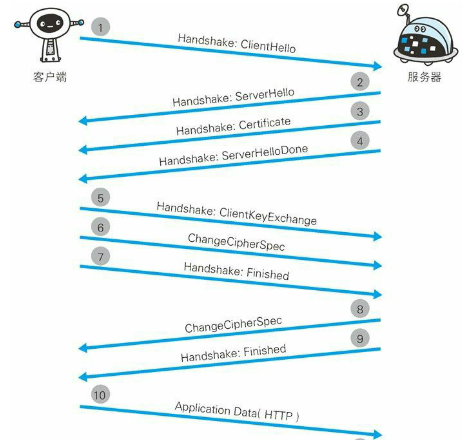 1
Handshake: ClientHello
客户端
服务器
2
Handshake: ServerHello
3
Handshake: Certificate
4
Handshake: ServerHelloDone
5
Handshake: ClientKeyExchange
6
ChangeCipherSpec
7
Handshake: Finished
8
ChangeCipherSpec
9
Handshake: Finished
10
Application Data( HTTP )